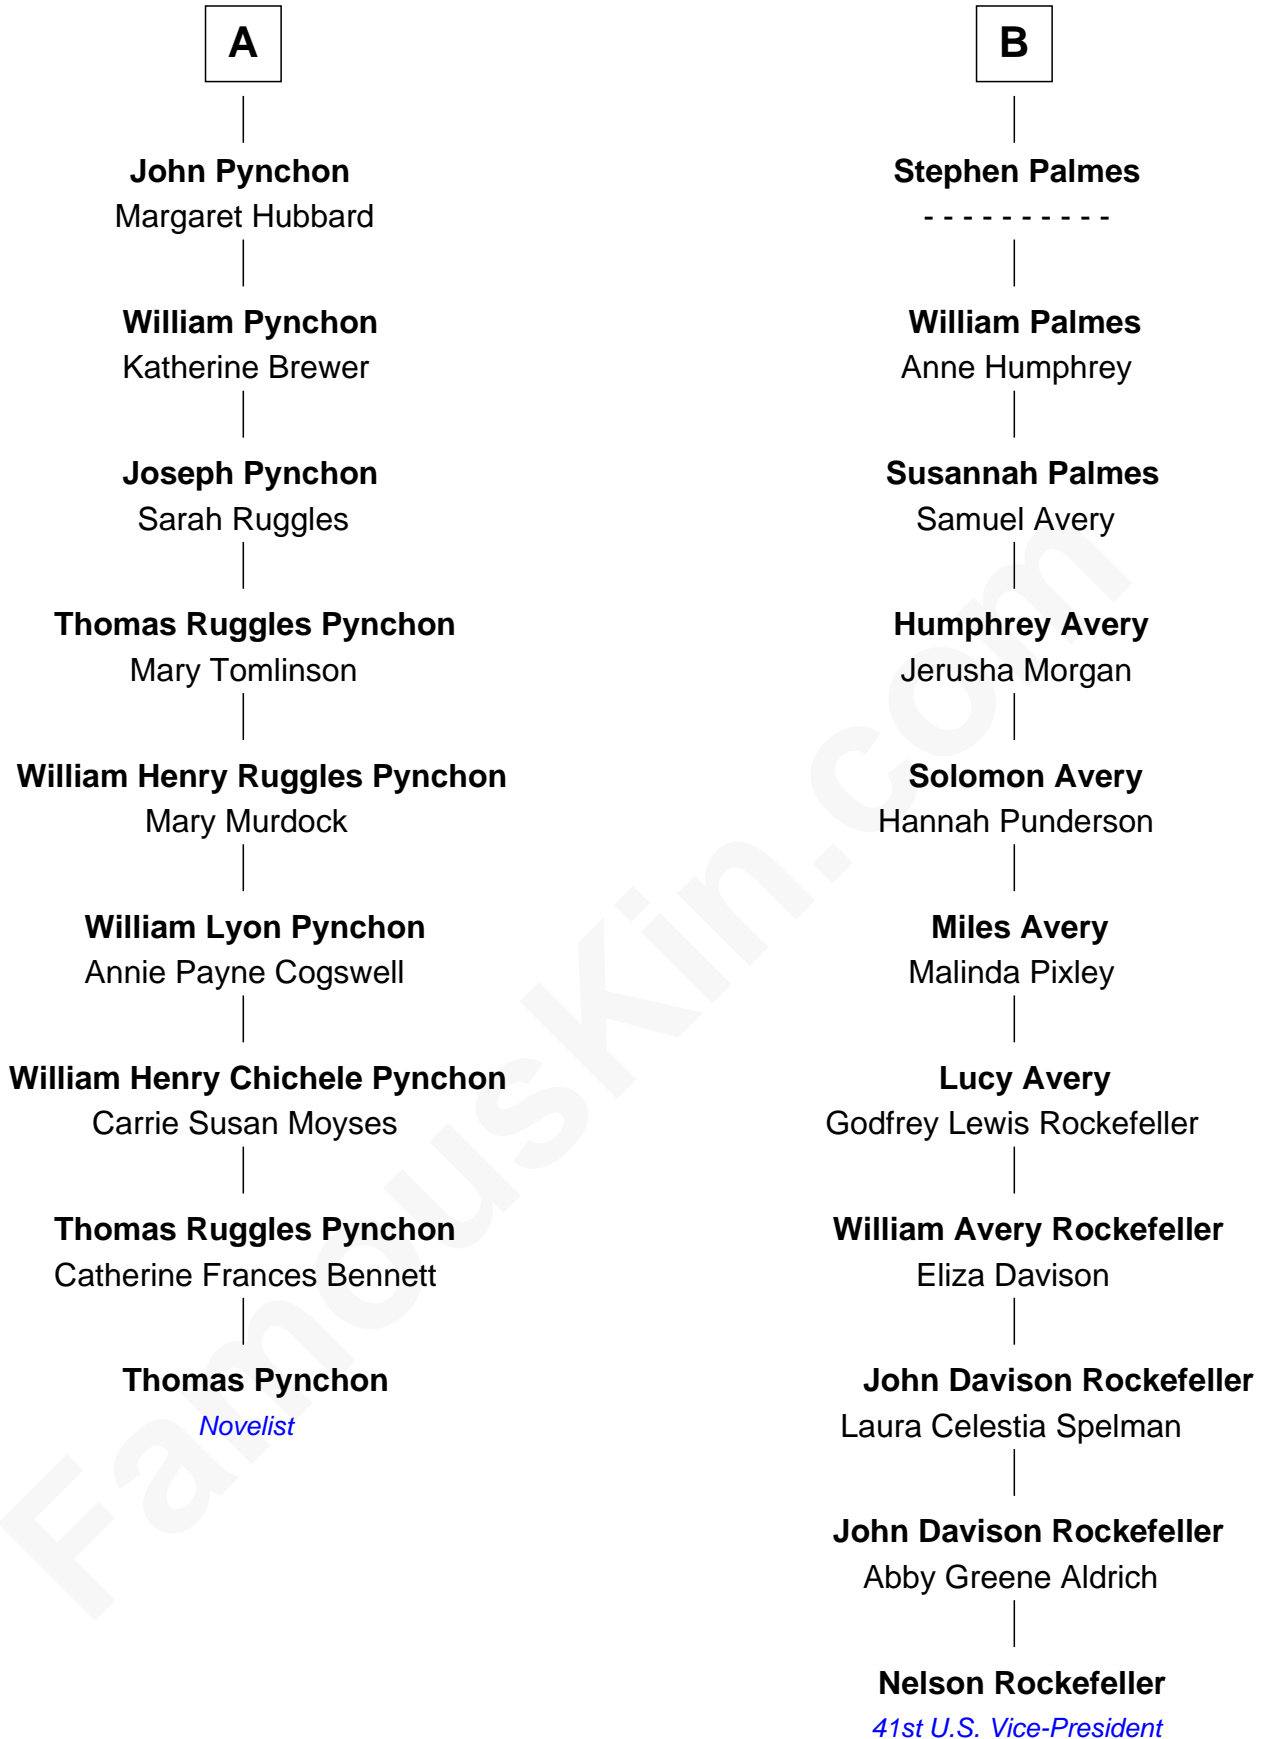 A
John Pynchon
Margaret Hubbard
William Pynchon
Katherine Brewer
Joseph Pynchon
Sarah Ruggles
Thomas Ruggles Pynchon
Mary Tomlinson
William Henry Ruggles Pynchon
Mary Murdock
William Lyon Pynchon
Annie Payne Cogswell
William Henry Chichele Pynchon
Carrie Susan Moyses
Thomas Ruggles Pynchon
Catherine Frances Bennett
Thomas Pynchon
Novelist
B
Stephen Palmes
- - - - - - - - - -
William Palmes
Anne Humphrey
Susannah Palmes
Samuel Avery
Humphrey Avery
Jerusha Morgan
Solomon Avery
Hannah Punderson
Miles Avery
Malinda Pixley
Lucy Avery
Godfrey Lewis Rockefeller
William Avery Rockefeller
Eliza Davison
John Davison Rockefeller
Laura Celestia Spelman
John Davison Rockefeller
Abby Greene Aldrich
Nelson Rockefeller
41st U.S. Vice-President
FamousKin.com